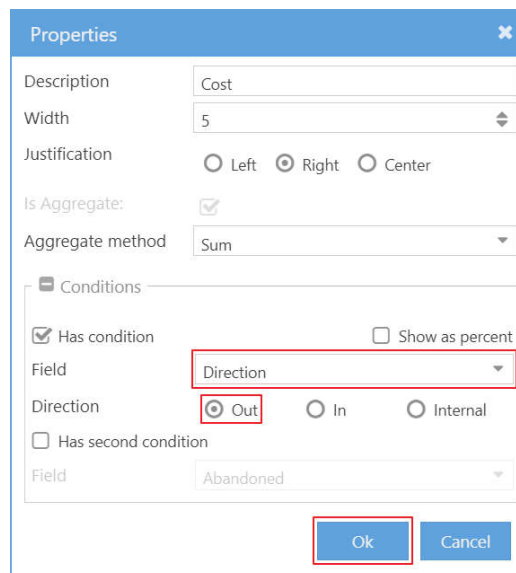 Properties
Description Cost
Width 5
Justification Left Right Center
Is Aggregate:
Aggregate method Sum
Conditions
Has condition Show as percent
Field Direction
Direction Out In Internal
Has second condition
Field Abandoned
Ok Cancel